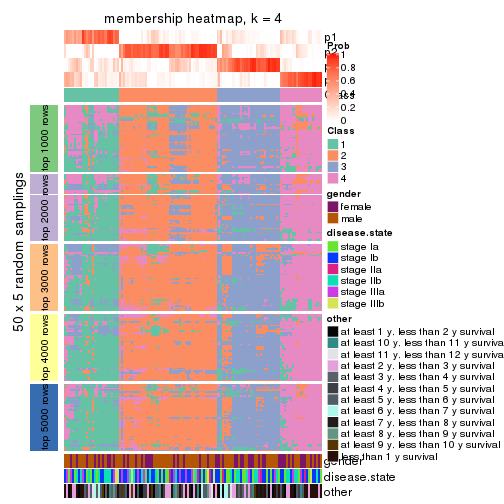 membership heatmap, k = 4
p1
p2
p3
Prob
1
0.8
0.6
0.4
0.2
0
Class
Class
1
2
3
4
gender
female
male
disease.state
stage Ia
stage Ib
stage IIa
stage IIb
stage IIIa
stage IIIb
other
at least 1 y. less than 2 y survival
at least 10 y. less than 11 y survival
at least 11 y. less than 12 y survival
at least 2 y. less than 3 y survival
at least 3 y. less than 4 y survival
at least 4 y. less than 5 y survival
at least 5 y. less than 6 y survival
at least 6 y. less than 7 y survival
at least 7 y. less than 8 y survival
at least 8 y. less than 9 y survival
at least 9 y. less than 10 y survival
less than 1 y survival
50 x 5 random samplings
top 1000 rows
rows
top 2000
top 3000 rows
top 4000 rows
top 5000 rows
gender
disease.state
other